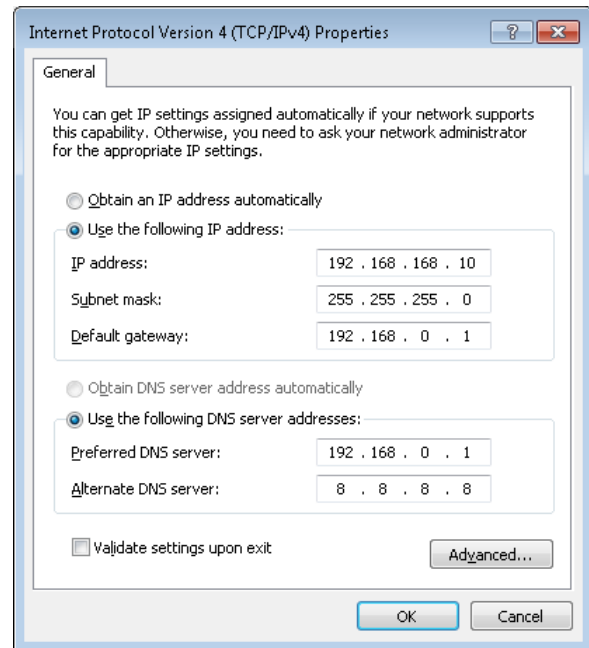 Internet Protocol Version 4 (TCP/IPv4) Properties
?
General
You can get IP settings assigned automatically if your network supports
this capability. Otherwise, you need to ask your network administrator
for the appropriate IP settings.
Obtain an IP address automatically
Use the following IP address:
IP address: 192 . 168 . 168 . 10
Subnet mask: 255 . 255 . 255 . 0
Default gateway: 192 . 168 . 0 . 1
Obtain DNS server address automatically
Use the following DNS server addresses:
Preferred DNS server: 192 . 168 . 0 . 1
Alternate DNS server: 8 . 8 . 8 . 8
Validate settings upon exit
Advanced...
OK Cancel